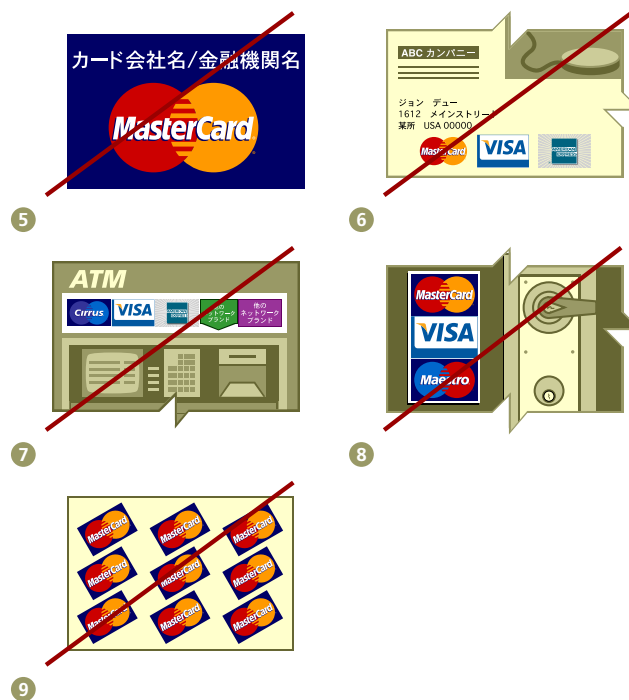 カード会社名/金融機関名
MasterCard
5
ABC カンパニー
ジョン デュー
1612 メインストリート
某所 USA 00000
MasterCard
VISA
AMERICAN EXPRESS
6
ATM
Cirrus
VISA
AMERICAN EXPRESS
他の
ネットワーク
ブランド
他の
ネットワーク
ブランド
7
MasterCard
VISA
Maestro
8
MasterCard
MasterCard
MasterCard
MasterCard
MasterCard
MasterCard
MasterCard
MasterCard
MasterCard
9